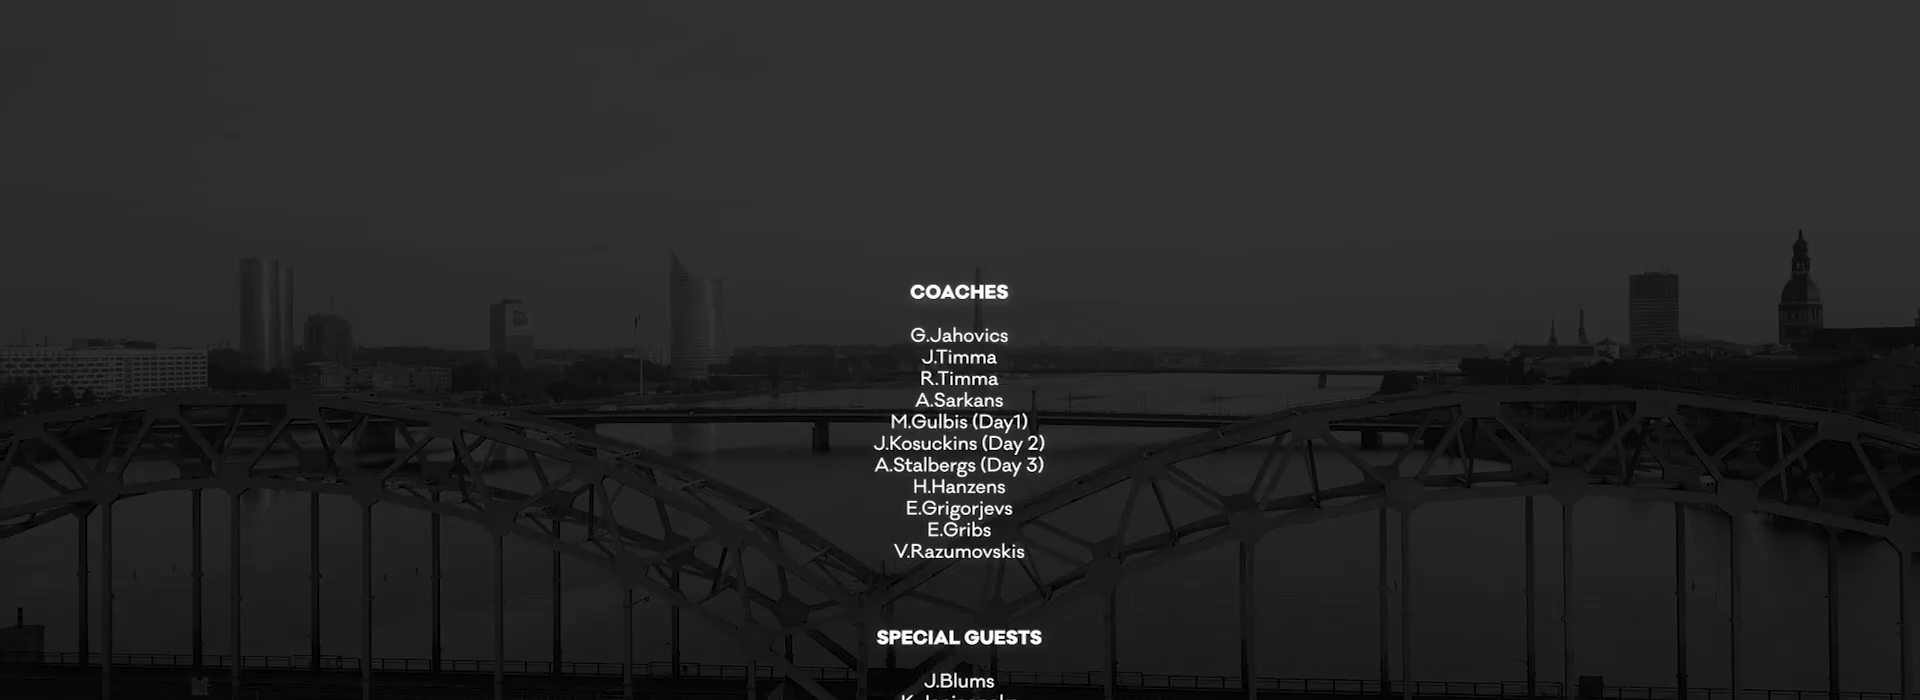 COACHES
G.Jahovics
J.Timma
R.Timma
A.Sarkans
M.Gulbis (Day1)
J.Kosuckins (Day 2)
A.Stalbergs (Day 3)
H.Hanzens
E.Grigorjevs
E.Gribs
V.Razumovskis
SPECIAL GUESTS
J.Blums